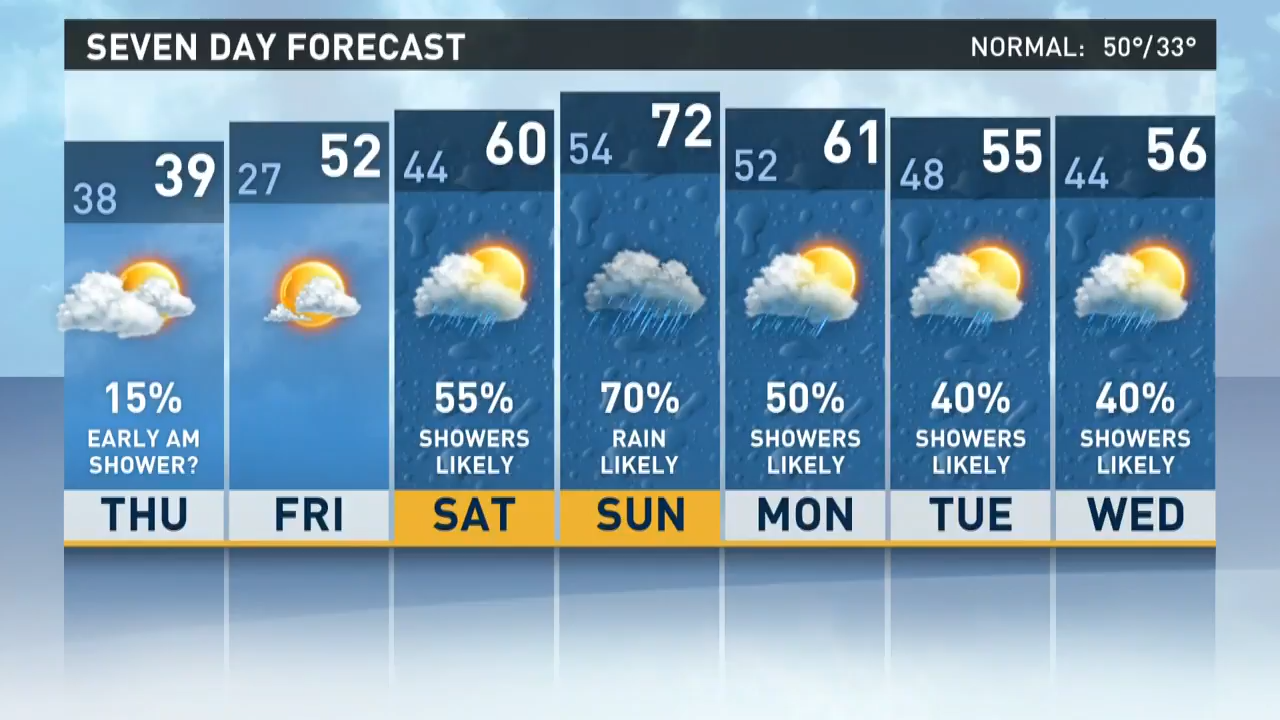 SEVEN DAY FORECAST
NORMAL: 50°/33°
38 39
27 52
44 60
54 72
52 61
48 55
44 56
15%
EARLY AM
SHOWER?
55%
SHOWERS
LIKELY
70%
RAIN
LIKELY
50%
SHOWERS
LIKELY
40%
SHOWERS
LIKELY
40%
SHOWERS
LIKELY
THU FRI SAT SUN MON TUE WED